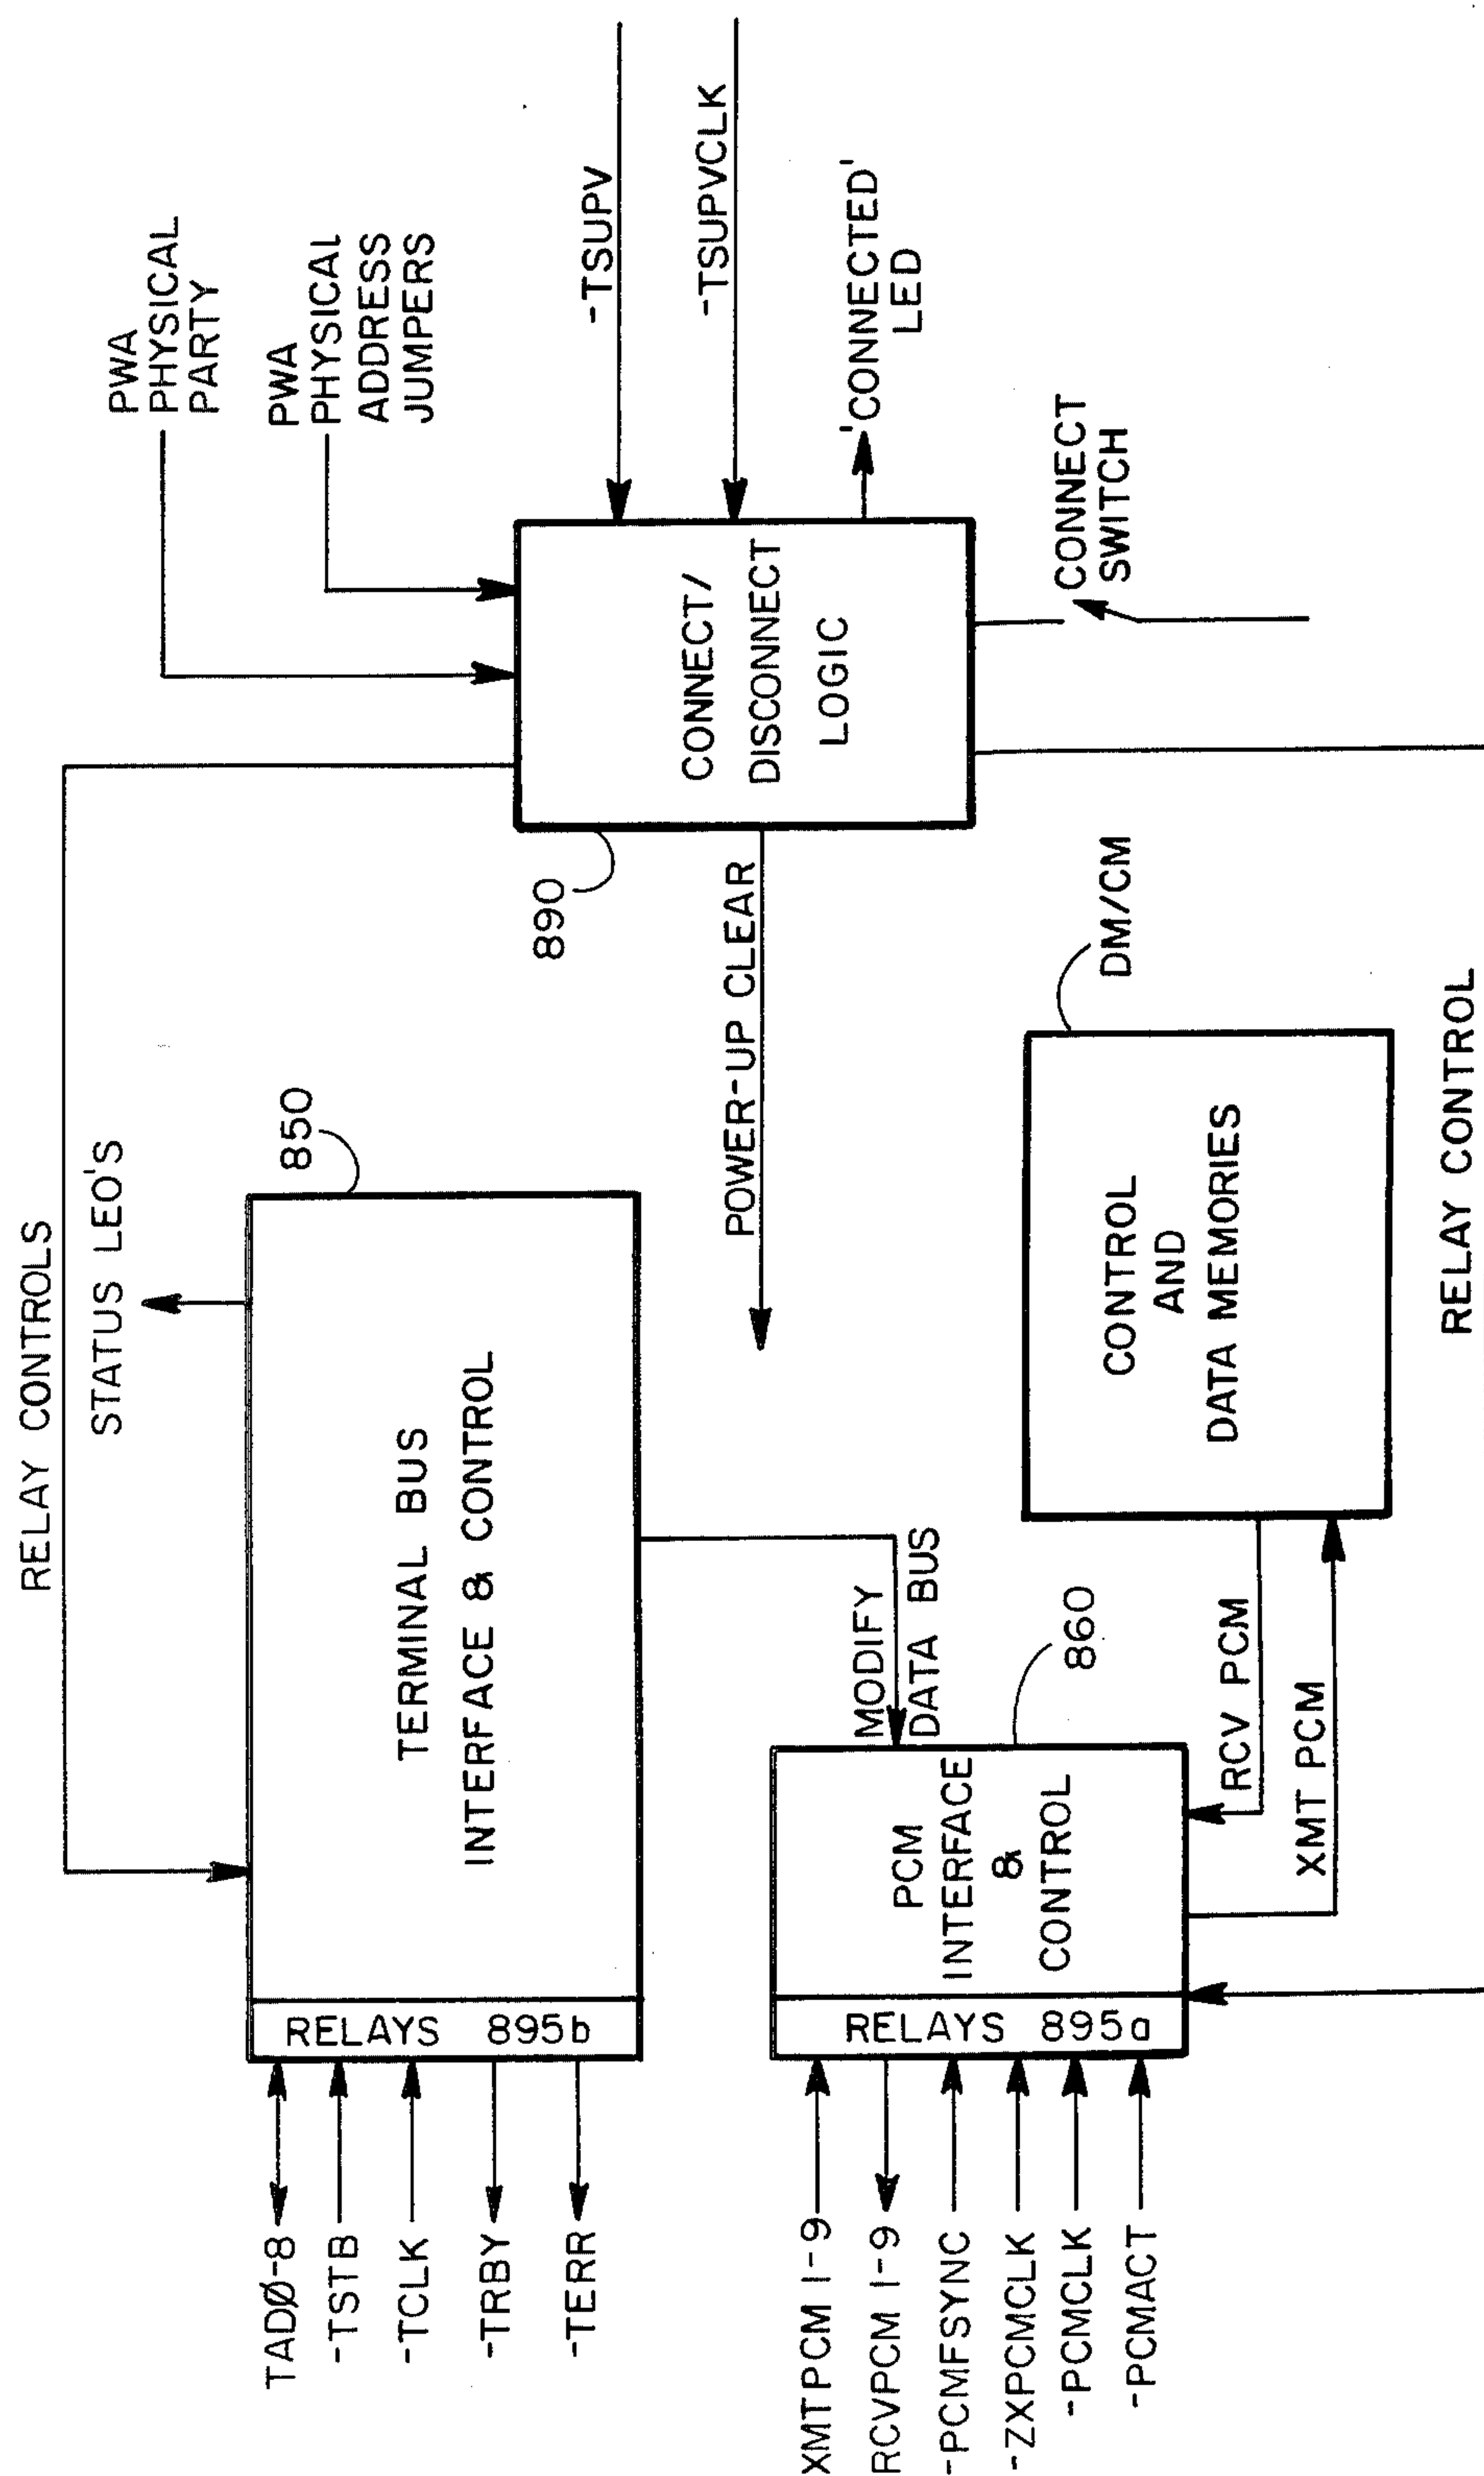 RELAY CONTROLS
STATUS LEO'S
850
TERMINAL BUS
INTERFACE & CONTROL
RELAYS 895b
TADØ-8
-TSTB
-TCLK
-TRBY
-TERR
PWA
PHYSICAL
PARTY
PWA
PHYSICAL
ADDRESS
JUMPERS
-TSUPV
-TSUPVCLK
'CONNECTED'
LED
CONNECT/
DISCONNECT
LOGIC
890
POWER-UP CLEAR
CONNECT
SWITCH
MODIFY
DATA BUS
860
PCM
INTERFACE
&
CONTROL
RELAYS 895a
XMTPCM 1-9
RCVPCM 1-9
-PCMFSYNC
-ZXPCMCLK
-PCMCLK
-PCMACT
RCV PCM
XMT PCM
DM/CM
CONTROL
AND
DATA MEMORIES
RELAY CONTROL